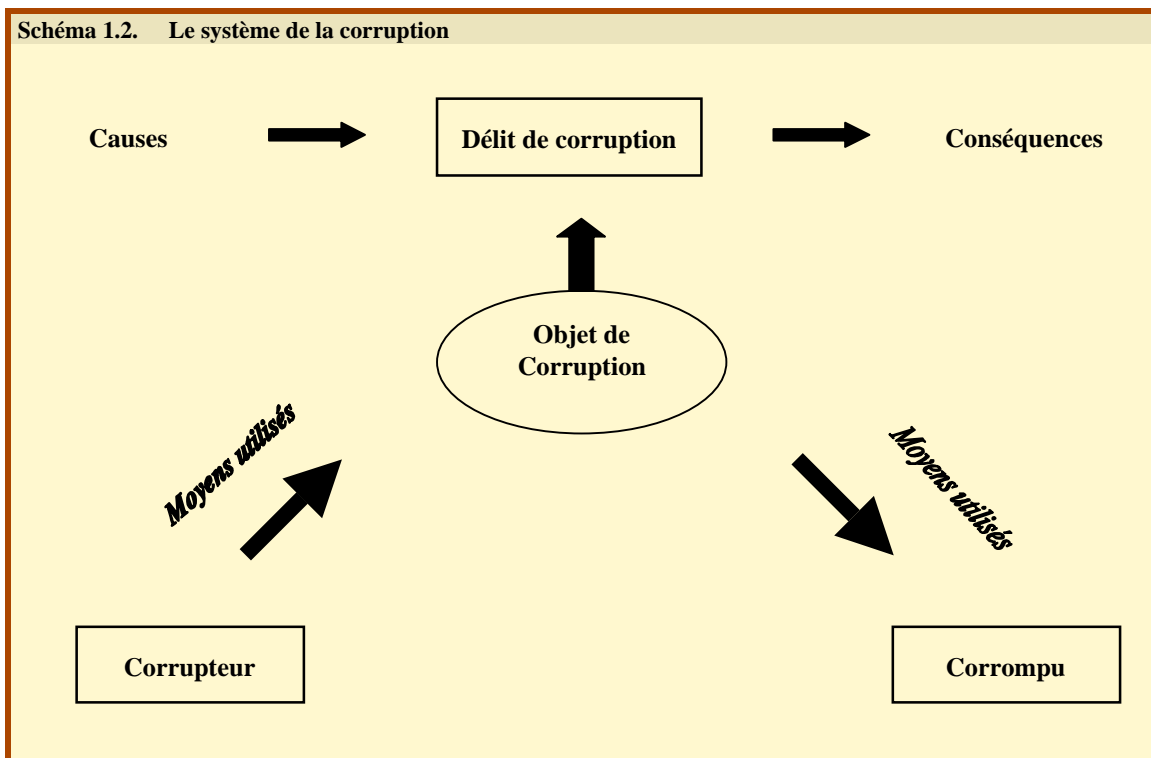 Schéma 1.2. Le système de la corruption
Causes
Délit de corruption
Conséquences
Objet de
Corruption
Moyens utilisés
Moyens utilisés
Corrupteur
Corrompu